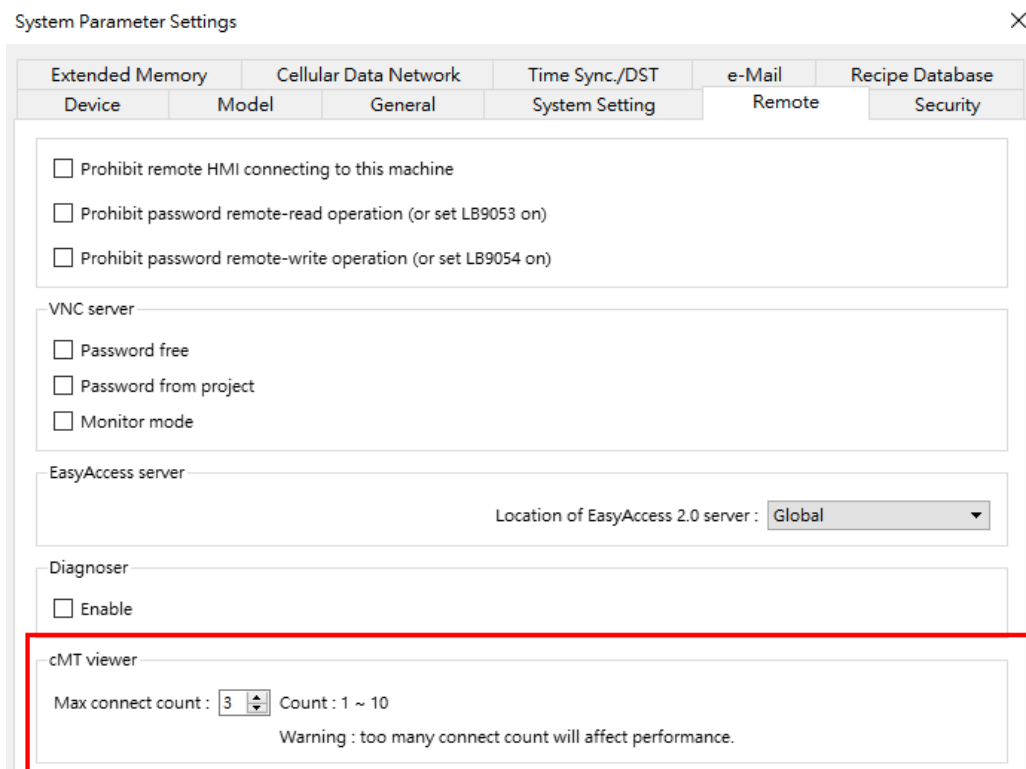 System Parameter Settings
Extended Memory Cellular Data Network Time Sync./DST e-Mail Recipe Database
Device Model General System Setting Remote Security
Prohibit remote HMI connecting to this machine
Prohibit password remote-read operation (or set LB9053 on)
Prohibit password remote-write operation (or set LB9054 on)
VNC server
Password free
Password from project
Monitor mode
EasyAccess server
Location of EasyAccess 2.0 server : Global
Diagnoser
Enable
cMT viewer
Max connect count : 3 Count : 1 ~ 10
Warning : too many connect count will affect performance.